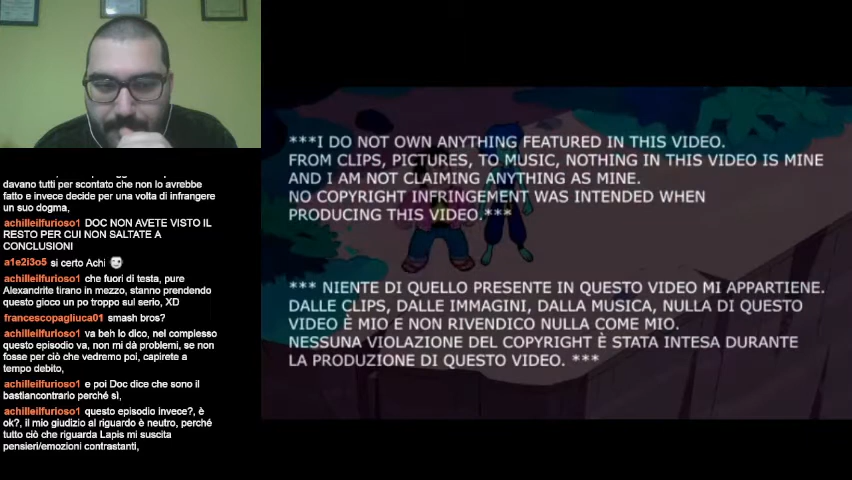 davano tutti per scontato che non lo avrebbe
fatto e invece decide per una volta di infrangere
un suo dogma,
achilleilfurioso1 DOC NON AVETE VISTO IL
RESTO PER CUI NON SALTATE A
CONCLUSIONI
a1e2i3o5 si certo Achi
achilleilfurioso1 che fuori di testa, pure
Alexandrite tirano in mezzo, stanno prendendo
questo gioco un po troppo sul serio, XD
francescopagliuca01 smash bros?
achilleilfurioso1 va beh lo dico, nel complesso
questo episodio va, non mi dà problemi, se non
fosse per ciò che vedremo poi, capirete a
tempo debito,
achilleilfurioso1 e poi Doc dice che sono il
bastiancontrarlo perché sì,
achilleilfurioso1 questo episodio invece?, è
ok?, il mio giudizio al riguardo è neutro, perché
tutto ciò che riguarda Lapis mi suscita
pensieri/emozioni contrastanti,
***I DO NOT OWN ANYTHING FEATURED IN THIS VIDEO.
FROM CLIPS, PICTURES, TO MUSIC, NOTHING IN THIS VIDEO IS MINE
AND I AM NOT CLAIMING ANYTHING AS MINE.
NO COPYRIGHT INFRINGEMENT WAS INTENDED WHEN
PRODUCING THIS VIDEO.***
*** NIENTE DI QUELLO PRESENTE IN QUESTO VIDEO MI APPARTIENE.
DALLE CLIPS, DALLE IMMAGINI, DALLA MUSICA, NULLA DI QUESTO
VIDEO È MIO E NON RIVENDICO NULLA COME MIO.
NESSUNA VIOLAZIONE DEL COPYRIGHT È STATA INTESA DURANTE
LA PRODUZIONE DI QUESTO VIDEO. ***